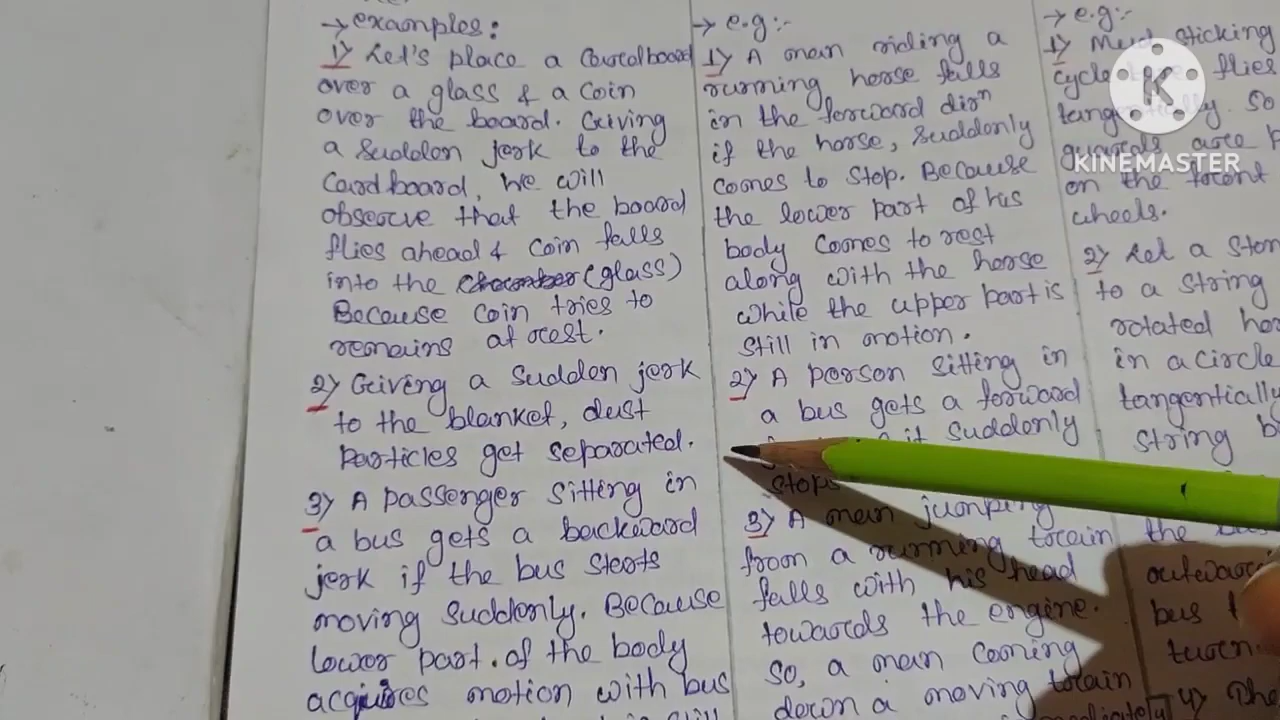 → examples:
1) Let's place a Cardboard
over a glass & a coin
over the board. Giving
a sudden jerk to the
Cardboard, we will
observe that the board
flies ahead & coin falls
into the (glass)
Because coin tries to
remains at rest.
2) Giving a sudden jerk
to the blanket, dust
particles get separated.
3) A passenger sitting in
a bus gets a backward
jerk if the bus sterts
moving suddenly. Because
lower part of the body
acquires motion with bus
still
→ e.g:-
1) A man riding a
running horse falls
in the forward dirⁿ
if the horse, suddenly
comes to stop. Because
the lower part of his
body comes to rest
along with the horse
while the upper part is
still in motion.
2) A person sitting in
a bus gets a forward
it suddenly
stops
3) A man jumping
from a running train
falls with his head
towards the engine.
so, a man coming
down a moving train
→ e.g:-
1) Mud sticking
cycle flies
tangentially. So
guards are
on the front
wheels.
2) Let a
to a string
rotated
in a circle
tangentially
string
the
bus
turn.
4) The
K
KINEMASTER